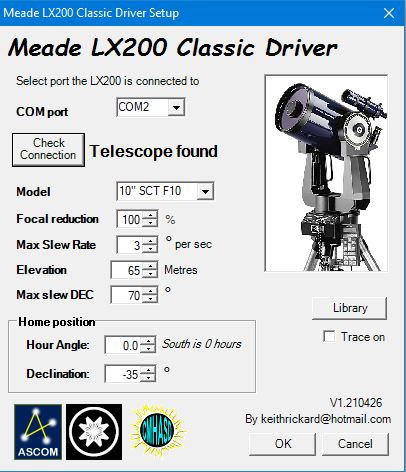 Meade LX200 Classic Driver Setup
Meade LX200 Classic Driver
Select port the LX200 is connected to
COM port COM2
Check Connection Telescope found
Model 10" SCT F10
Focal reduction 100 %
Max Slew Rate 3 ° per sec
Elevation 65 Metres
Max slew DEC 70 °
Library
Home position
Trace on
Hour Angle: 0.0 South is 0 hours
Declination: -35 °
V1.210426
By keithrickard@hotmail.com
ASCOM
CMHASD
OK Cancel